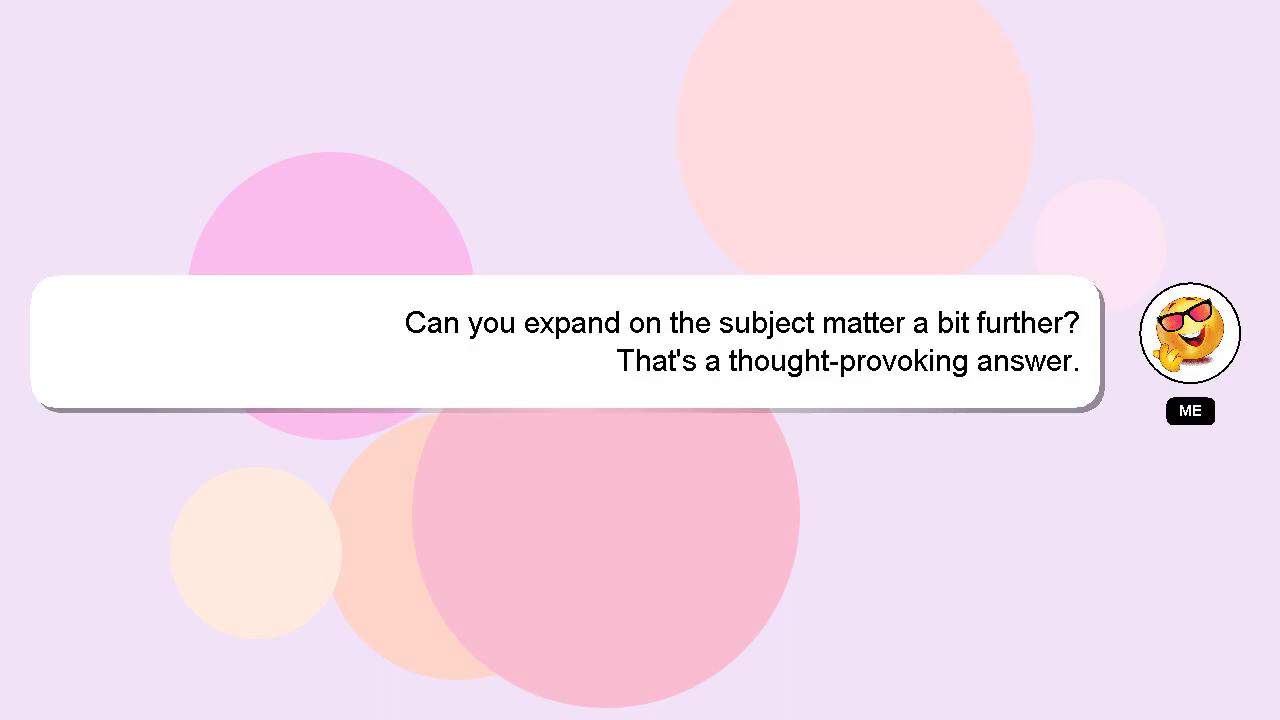 Can you expand on the subject matter a bit further?
That's a thought-provoking answer.
ME